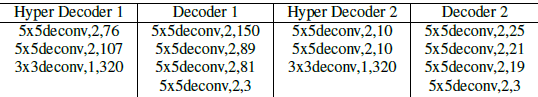 Hyper Decoder 1 Decoder 1 Hyper Decoder 2 Decoder 2
5x5deconv,2,76 5x5deconv,2,150 5x5deconv,2,10 5x5deconv,2,25
5x5deconv,2,107 5x5deconv,2,89 5x5deconv,2,10 5x5deconv,2,21
3x3deconv,1,320 5x5deconv,2,81 3x3deconv,1,320 5x5deconv,2,19
5x5deconv,2,3 5x5deconv,2,3